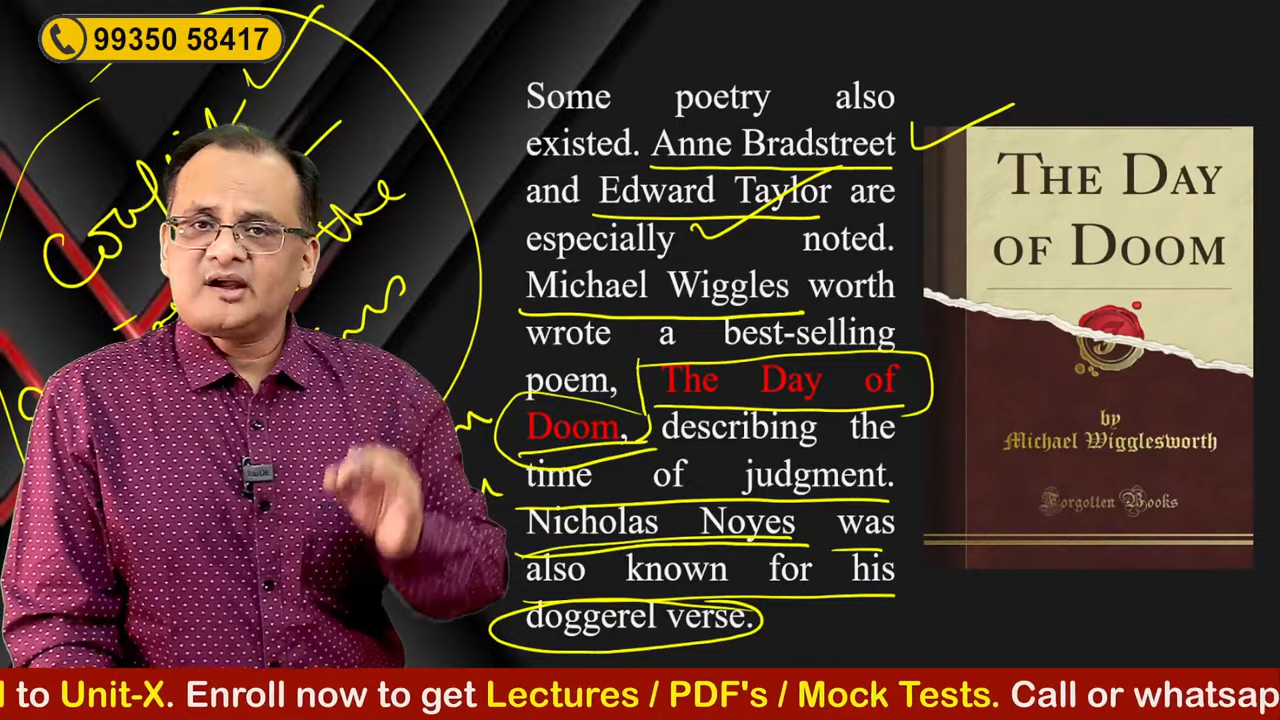 99350 58417
Some poetry also
existed. Anne Bradstreet
and Edward Taylor are
especially noted.
Michael Wiggles worth
wrote a best-selling
poem, The Day of
Doom, describing the
time of judgment.
Nicholas Noyes was
also known for his
doggerel verse.
THE DAY
OF DOOM
by
Michael Wigglesworth
Forgotten Books
the
to Unit-X. Enroll now to get Lectures / PDF's / Mock Tests. Call or whatsap